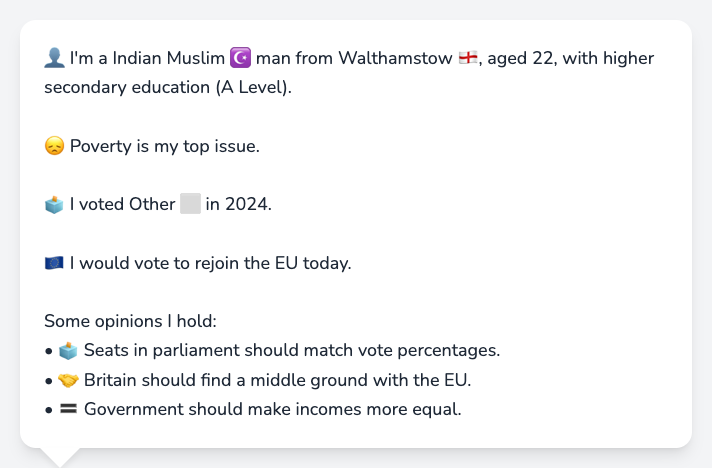 👤 I'm a Indian Muslim ☪️ man from Walthamstow 🏴󠁧󠁢󠁥󠁮󠁧󠁿, aged 22, with higher
secondary education (A Level).
😞 Poverty is my top issue.
🗳️ I voted Other ⬜ in 2024.
🇪🇺 I would vote to rejoin the EU today.
Some opinions I hold:
• 🗳️ Seats in parliament should match vote percentages.
• 🤝 Britain should find a middle ground with the EU.
• 🟰 Government should make incomes more equal.